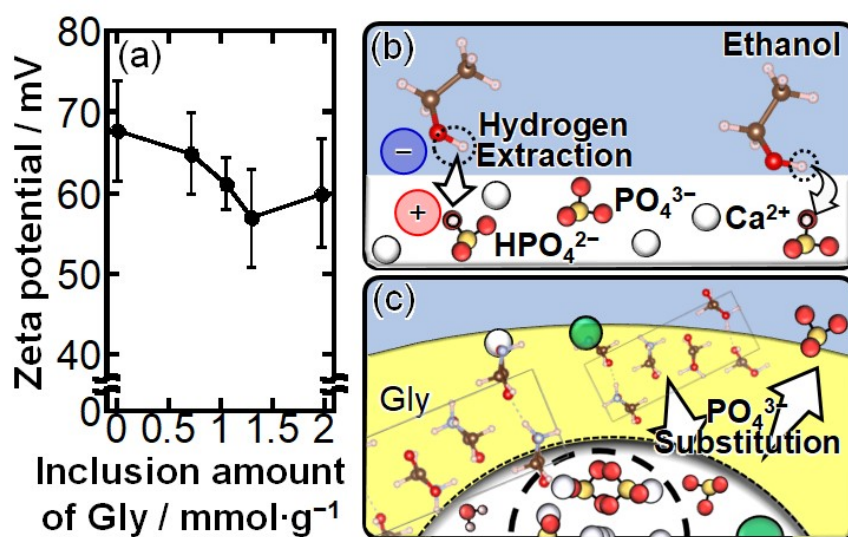 (a)
Zeta potential / mV
80
70
60
50
40
0
0 0.5 1 1.5 2
Inclusion amount
of Gly / mmol·g⁻¹
(b)
Ethanol
Hydrogen
Extraction
−
+
PO₄³⁻
Ca²⁺
HPO₄²⁻
(c)
Gly
PO₄³⁻
Substitution